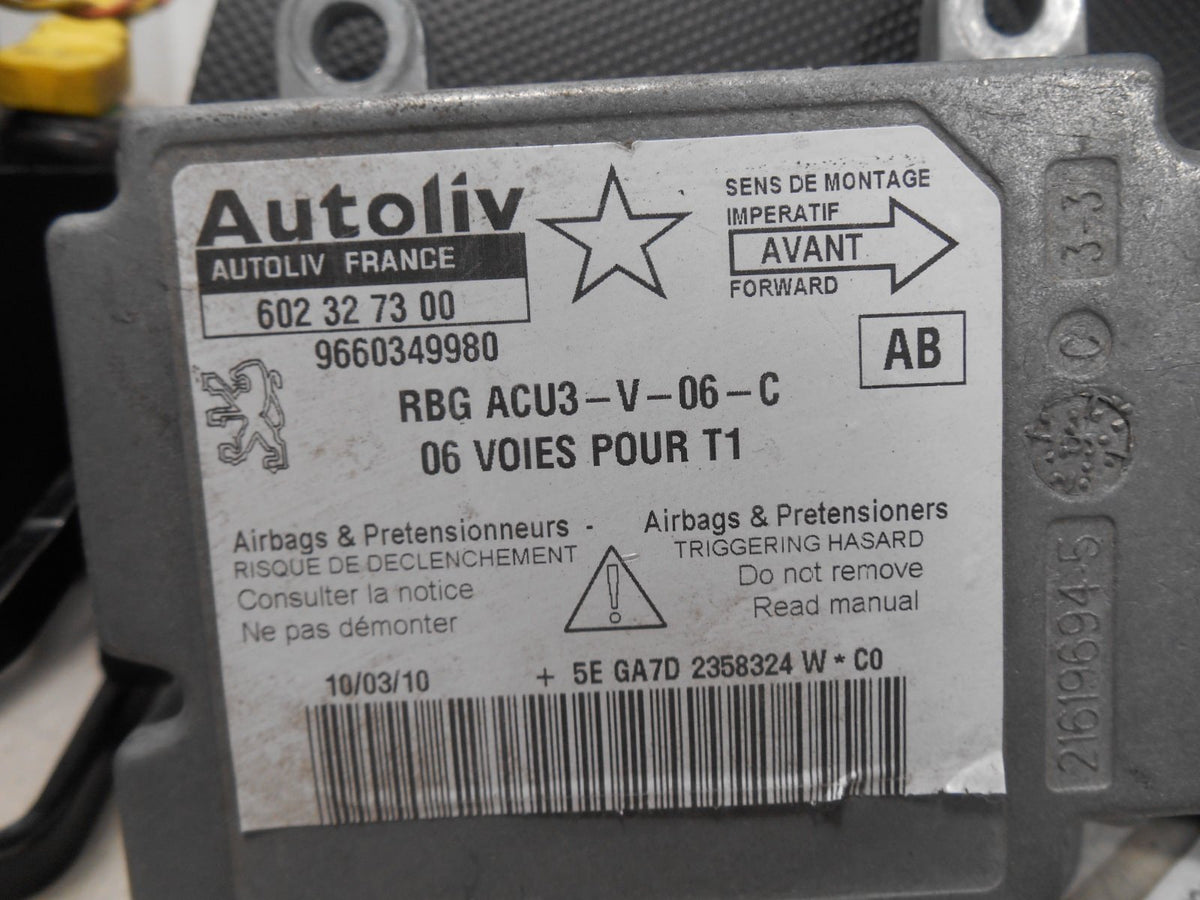 Autoliv
AUTOLIV FRANCE
602 32 73 00
9660349980
SENS DE MONTAGE
IMPERATIF
AVANT
FORWARD
AB
RBG ACU3-V-06-C
06 VOIES POUR T1
Airbags & Pretensionneurs -
RISQUE DE DECLENCHEMENT
Consulter la notice
Ne pas démonter
Airbags & Pretensioners
TRIGGERING HASARD
Do not remove
Read manual
10/03/10
+ 5E GA7D 2358324 W * C0
3-3
C
21619694-5